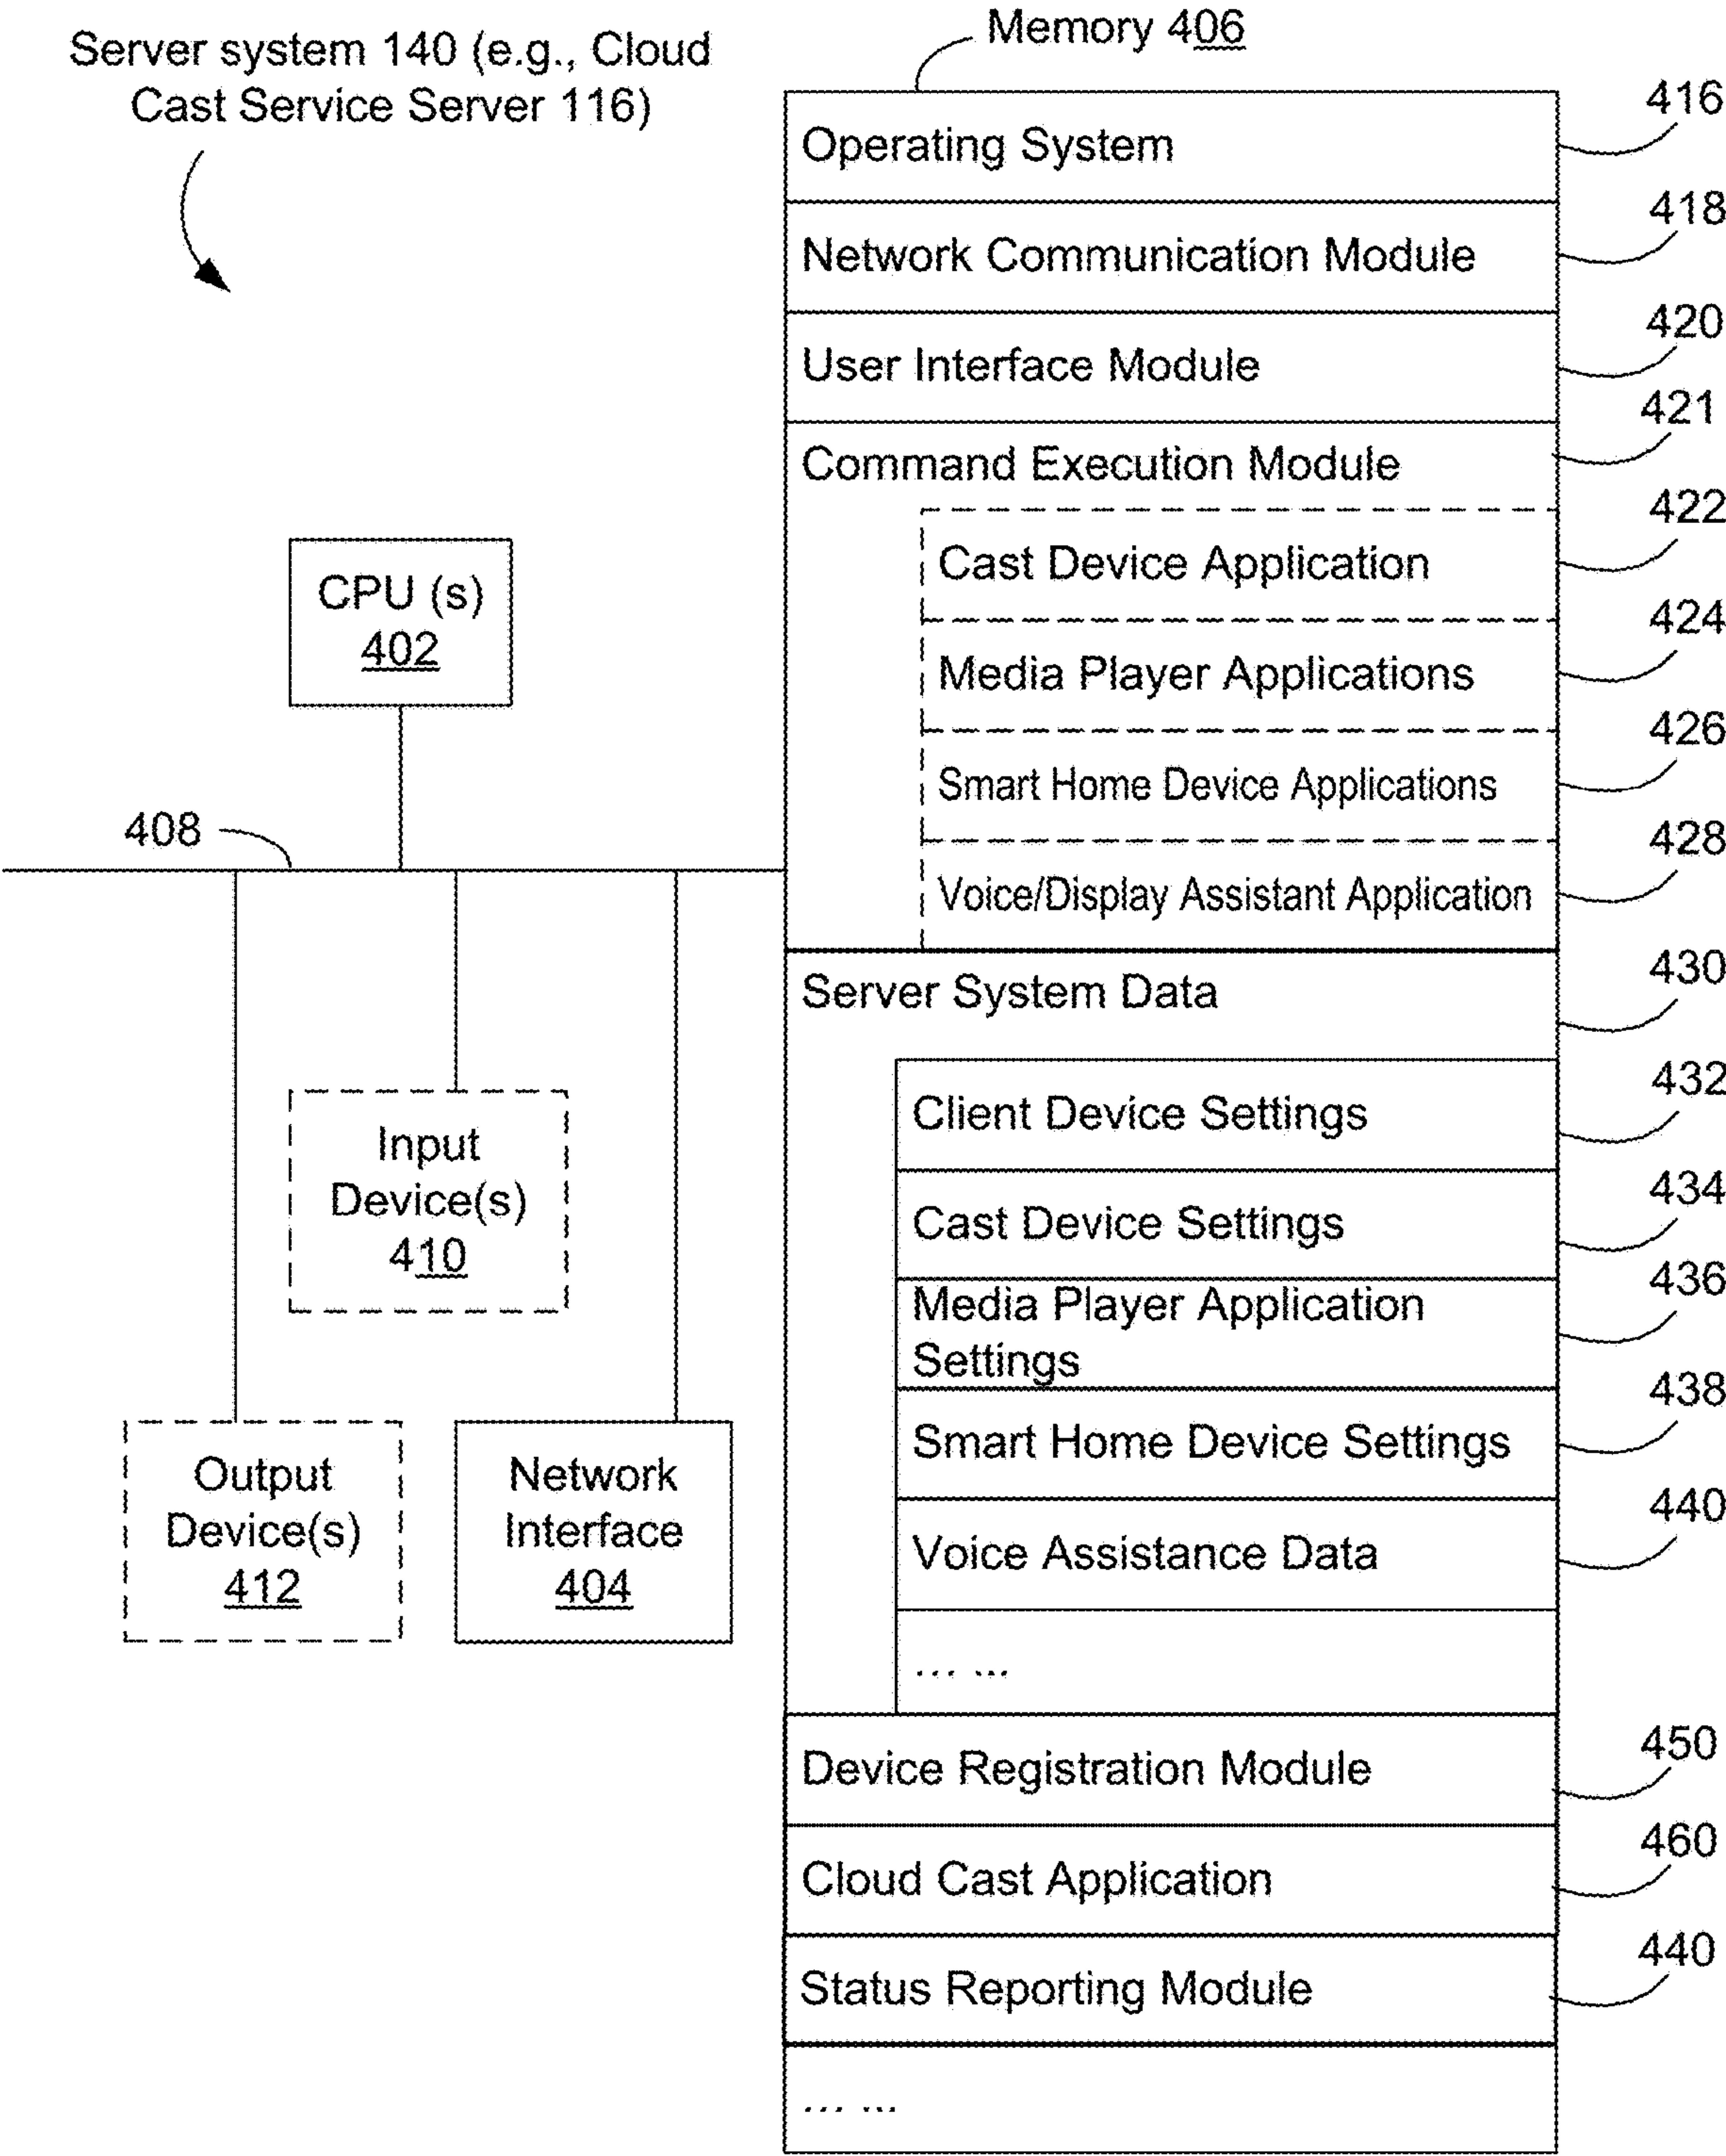 Server system 140 (e.g., Cloud
Cast Service Server 116)
Memory 406
Operating System
416
Network Communication Module
418
User Interface Module
420
Command Execution Module
421
Cast Device Application
422
Media Player Applications
424
Smart Home Device Applications
426
Voice/Display Assistant Application
428
CPU (s)
402
408
Input
Device(s)
410
Output
Device(s)
412
Network
Interface
404
Server System Data
430
Client Device Settings
432
Cast Device Settings
434
Media Player Application
Settings
436
Smart Home Device Settings
438
Voice Assistance Data
440
... ...
Device Registration Module
450
Cloud Cast Application
460
Status Reporting Module
440
... ...